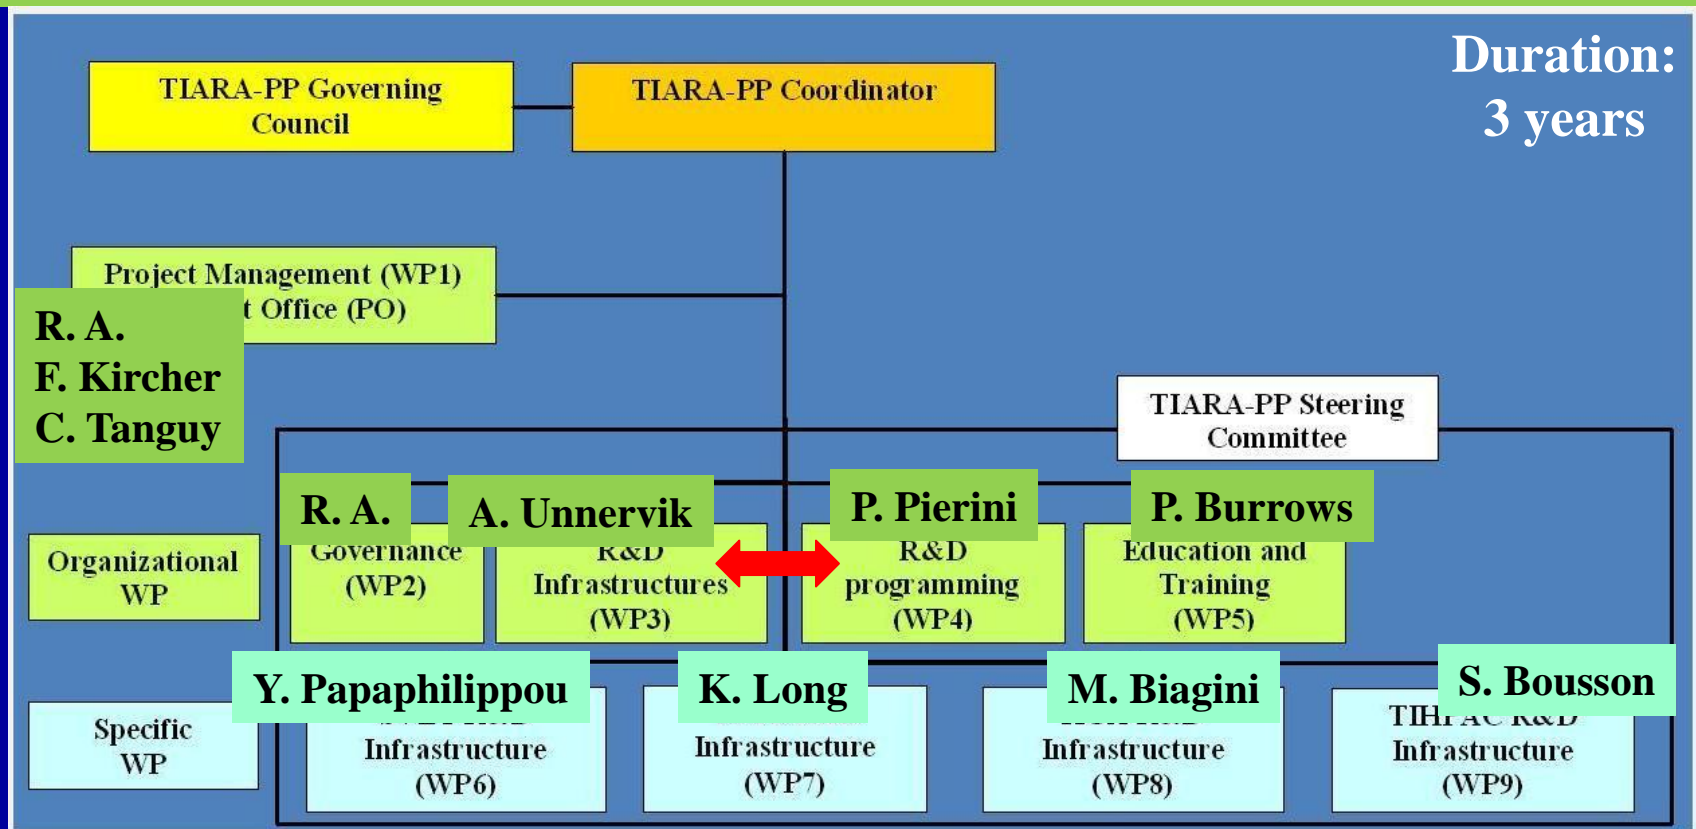 Duration:
3 years
TIARA-PP Governing
Council
TIARA-PP Coordinator
Project Management (WP1)
Office (PO)
R. A.
F. Kircher
C. Tanguy
TIARA-PP Steering
Committee
R. A.
A. Unnervik
P. Pierini
P. Burrows
Organizational
WP
Governance
(WP2)
R&D
Infrastructures
(WP3)
R&D
programming
(WP4)
Education and
Training
(WP5)
Y. Papaphilippou
K. Long
M. Biagini
S. Bousson
Specific
WP
Infrastructure
(WP6)
Infrastructure
(WP7)
Infrastructure
(WP8)
R&D
Infrastructure
(WP9)